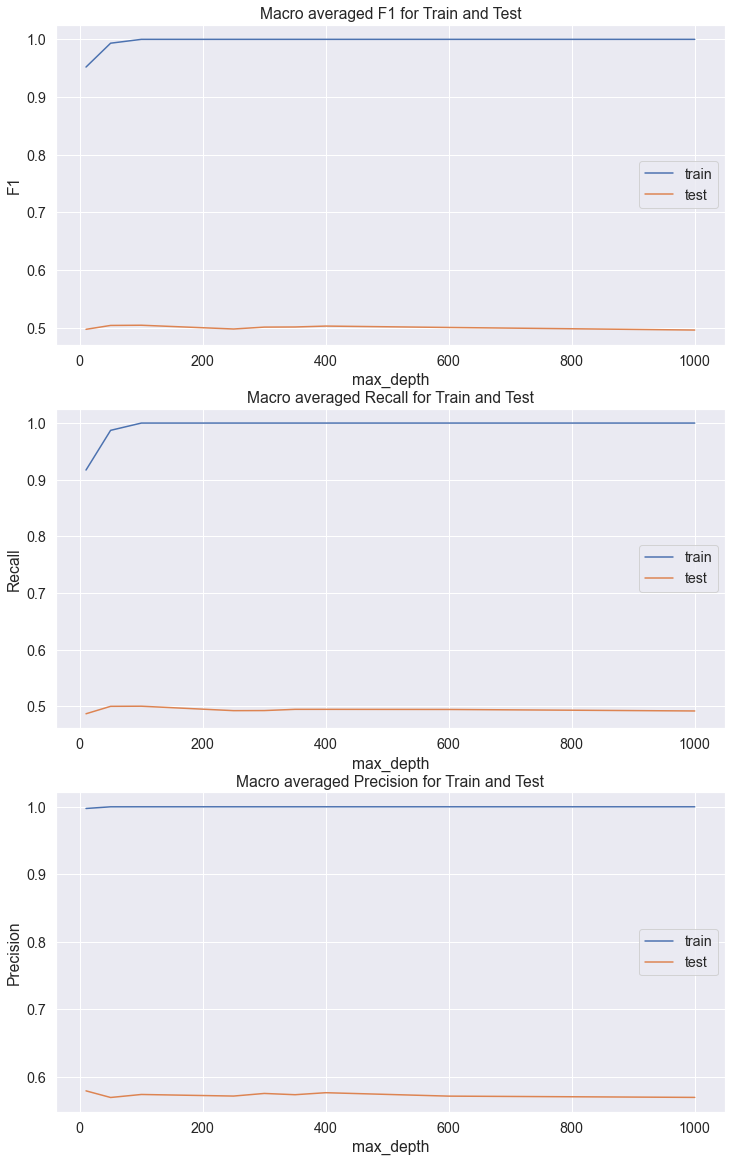 Macro averaged F1 for Train and Test
1.0
0.9
0.8
0.7
0.6
0.5
F1
train
test
0 200 400 600 800 1000
max_depth
Macro averaged Recall for Train and Test
1.0
0.9
0.8
0.7
0.6
0.5
Recall
train
test
0 200 400 600 800 1000
max_depth
Macro averaged Precision for Train and Test
1.0
0.9
0.8
0.7
0.6
Precision
train
test
0 200 400 600 800 1000
max_depth